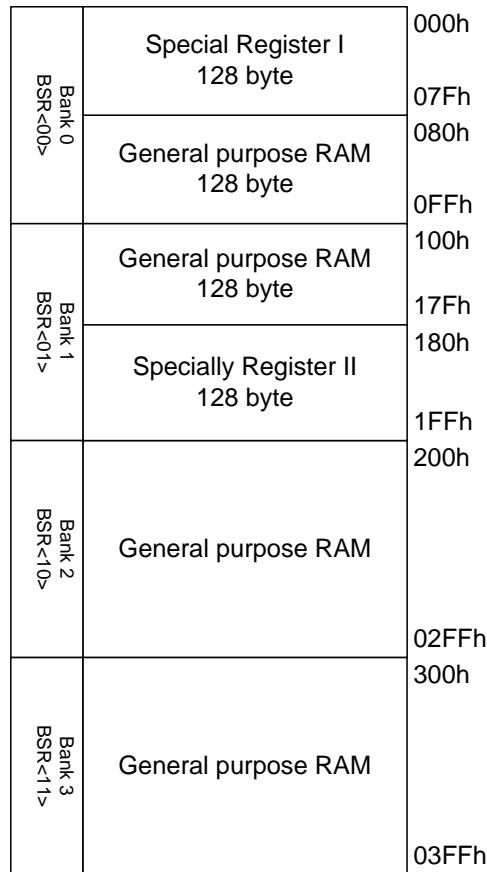 Bank 0
BSR<00>
Special Register I
128 byte
000h
07Fh
General purpose RAM
128 byte
080h
0FFh
Bank 1
BSR<01>
General purpose RAM
128 byte
100h
17Fh
Specially Register II
128 byte
180h
1FFh
Bank 2
BSR<10>
General purpose RAM
200h
02FFh
Bank 3
BSR<11>
General purpose RAM
300h
03FFh